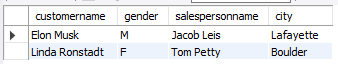 customername gender salespersonname city
Elon Musk M Jacob Leis Lafayette
Linda Ronstadt F Tom Petty Boulder